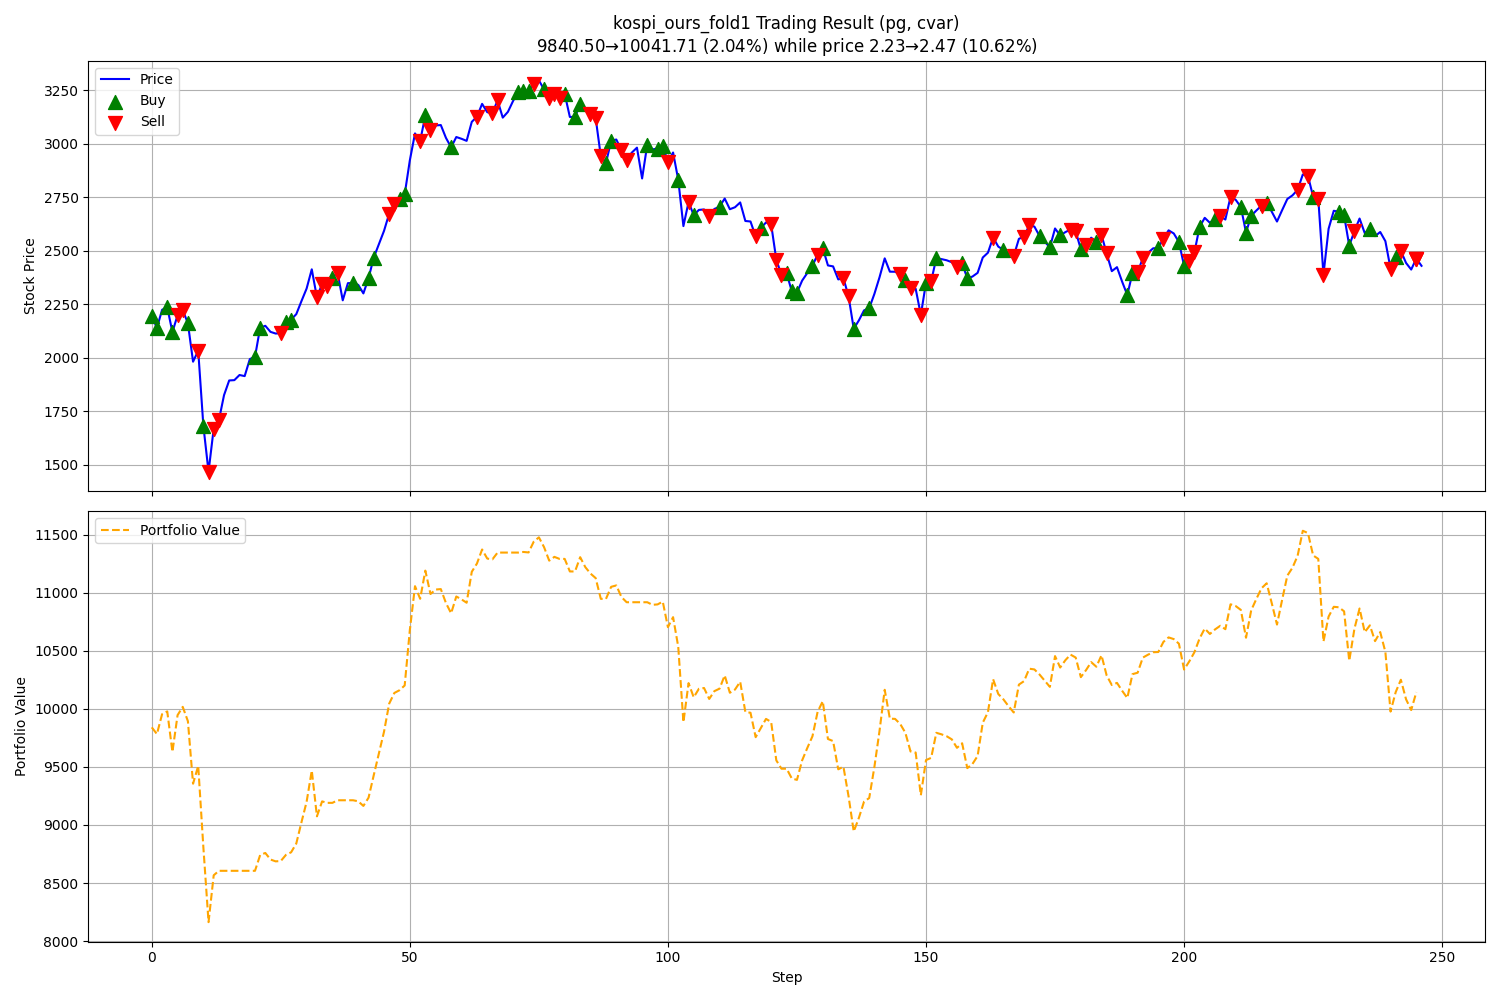 kospi_ours_fold1 Trading Result (pg, cvar)
9840.50→10041.71 (2.04%) while price 2.23→2.47 (10.62%)
Price
Buy
Sell
Stock Price
3250
3000
2750
2500
2250
2000
1750
1500
Portfolio Value
Portfolio Value
11500
11000
10500
10000
9500
9000
8500
8000
0
50
100
150
200
250
Step